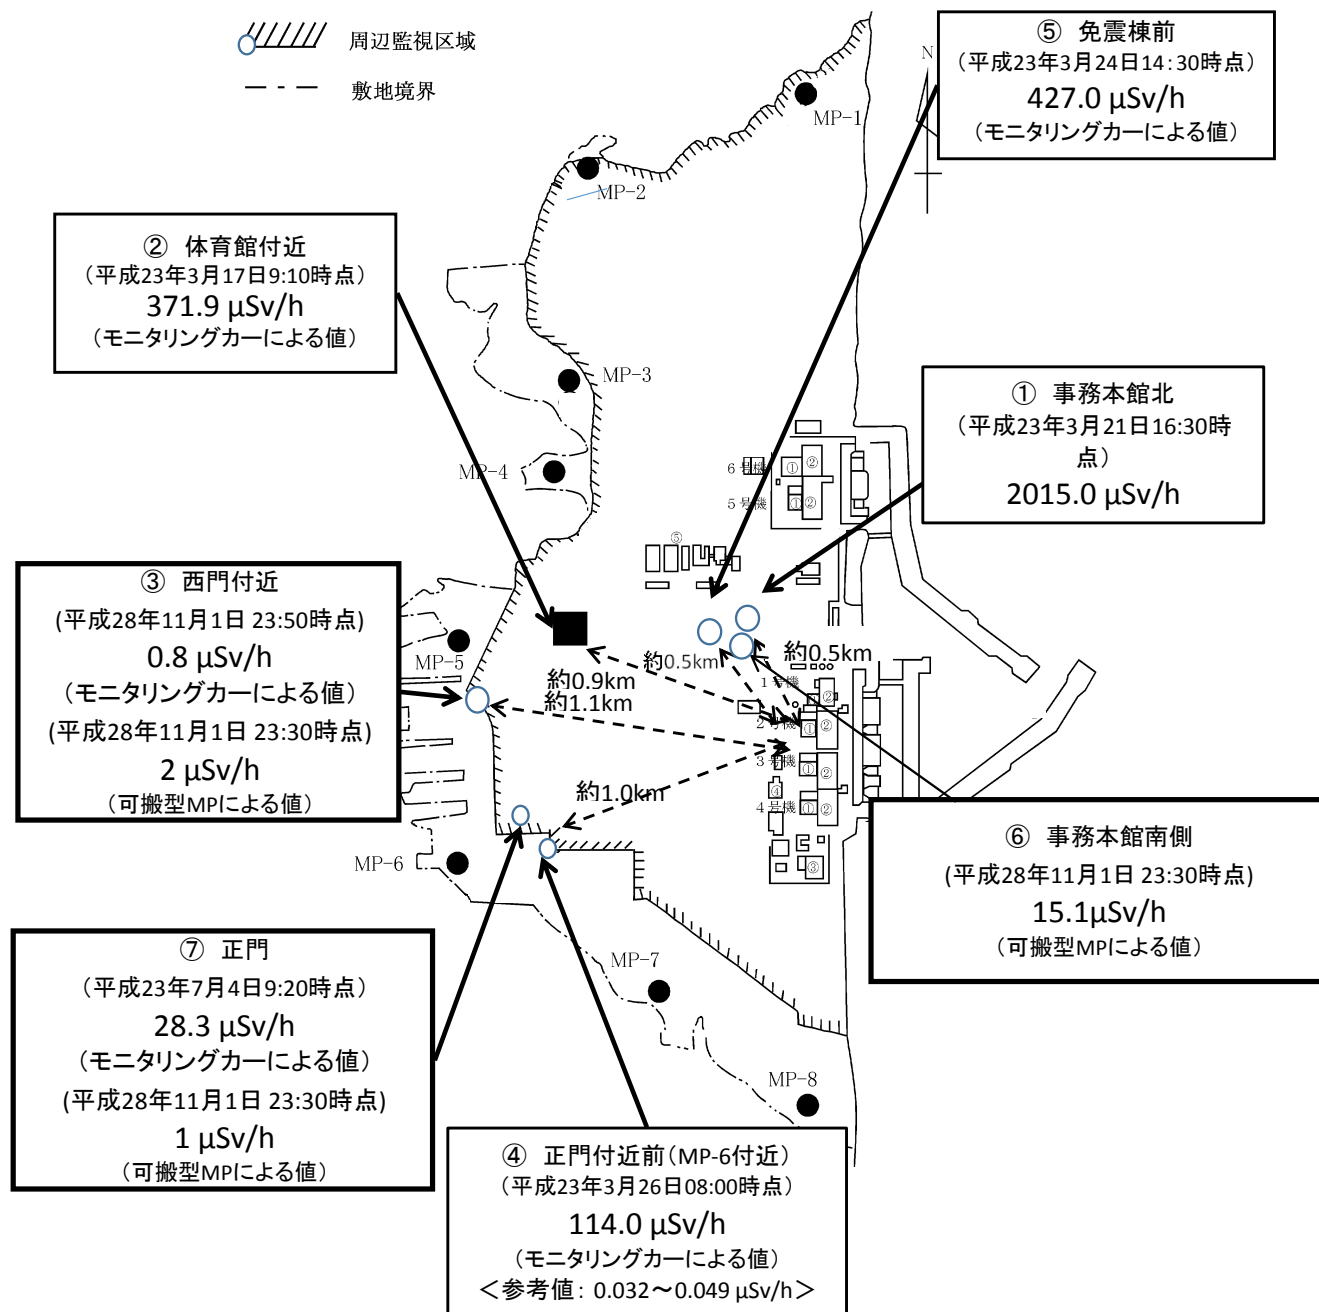 周辺監視区域
敷地境界
⑤ 免震棟前
（平成23年3月24日14：30時点）
427.0 μSv/h
（モニタリングカーによる値）
N
MP-1
MP-2
② 体育館付近
（平成23年3月17日9:10時点）
371.9 μSv/h
（モニタリングカーによる値）
MP-3
① 事務本館北
（平成23年3月21日16:30時
点）
2015.0 μSv/h
MP-4
6号機
①
②
5号機
①
②
⑤
③ 西門付近
(平成28年11月1日 23:50時点)
0.8 μSv/h
（モニタリングカーによる値）
(平成28年11月1日 23:30時点)
2 μSv/h
（可搬型MPによる値）
MP-5
約0.5km
約0.5km
約0.9km
約1.1km
1号機
②
2号機
①
②
3号機
①
②
約1.0km
④
4号機
①
②
③
MP-6
⑥ 事務本館南側
(平成28年11月1日 23:30時点)
15.1μSv/h
（可搬型MPによる値）
⑦ 正門
（平成23年7月4日9:20時点）
28.3 μSv/h
（モニタリングカーによる値）
(平成28年11月1日 23:30時点)
1 μSv/h
（可搬型MPによる値）
MP-7
MP-8
④ 正門付近前（MP-6付近）
（平成23年3月26日08:00時点）
114.0 μSv/h
（モニタリングカーによる値）
＜参考値： 0.032～0.049 μSv/h＞